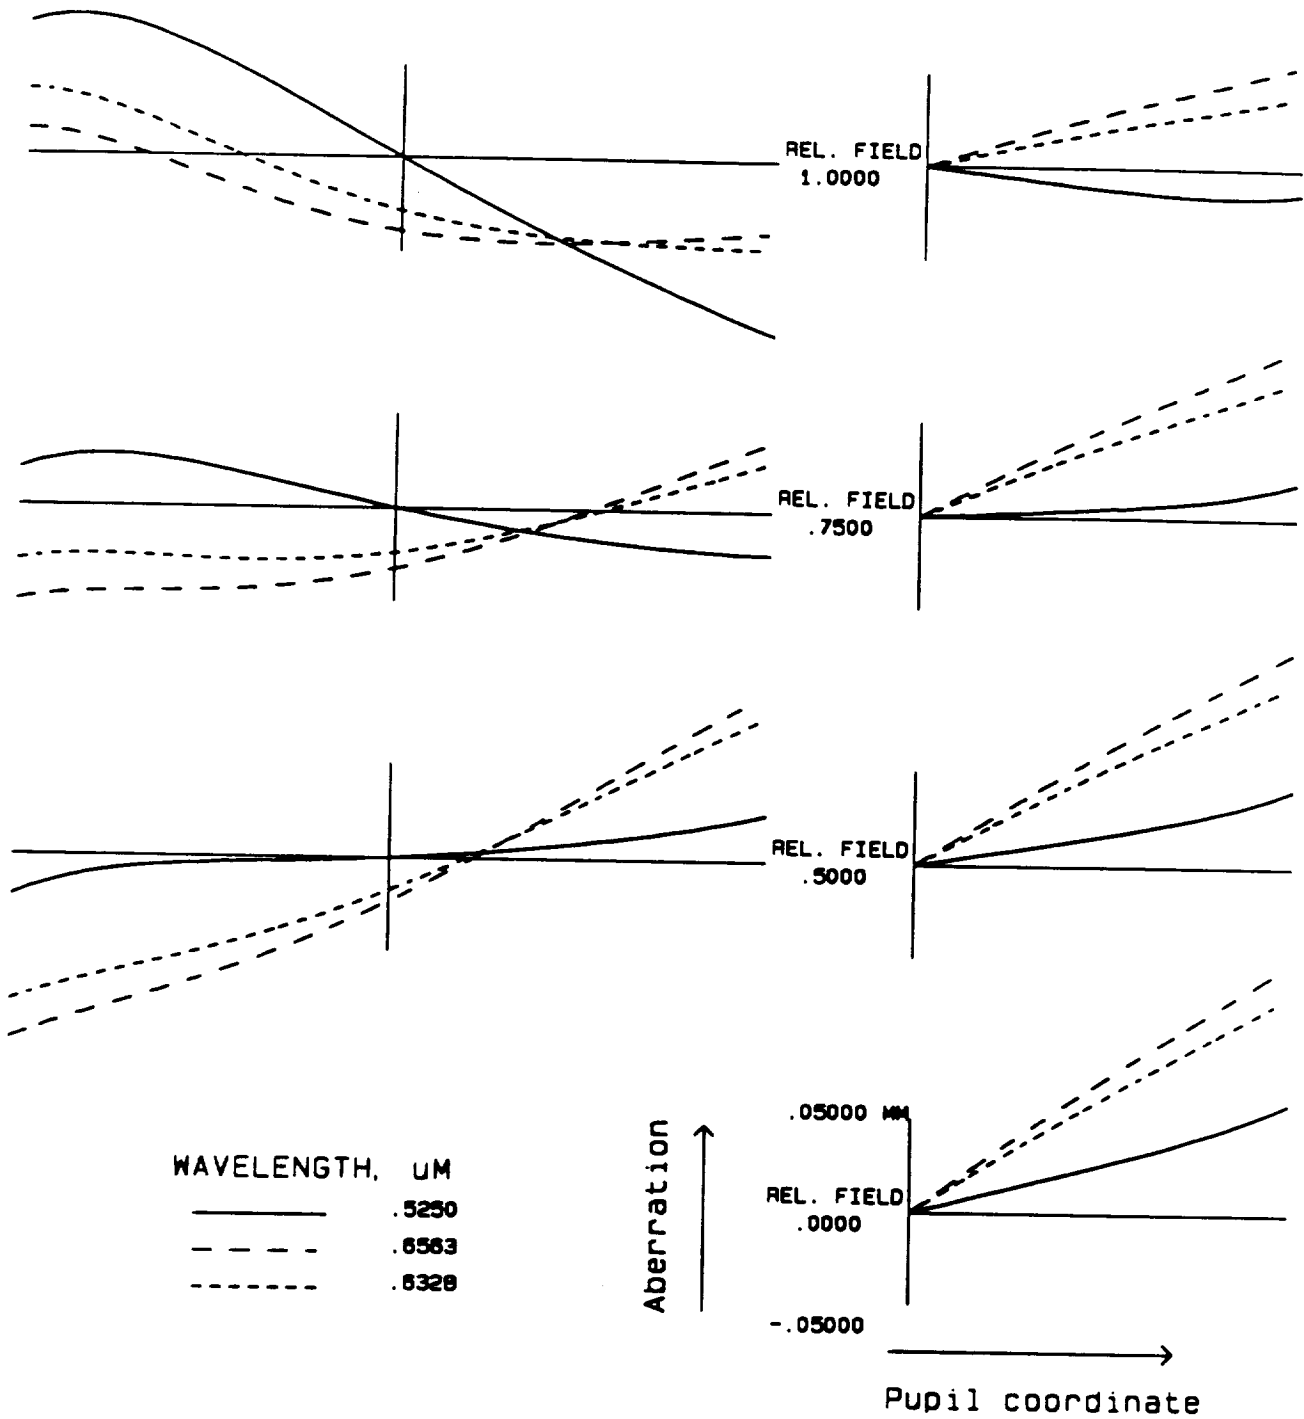 REL. FIELD
1.0000
REL. FIELD
.7500
REL. FIELD
.5000
.05000 MM
REL. FIELD
.0000
-.05000
Aberration
Pupil coordinate
WAVELENGTH, uM
.5250
.6563
.6328